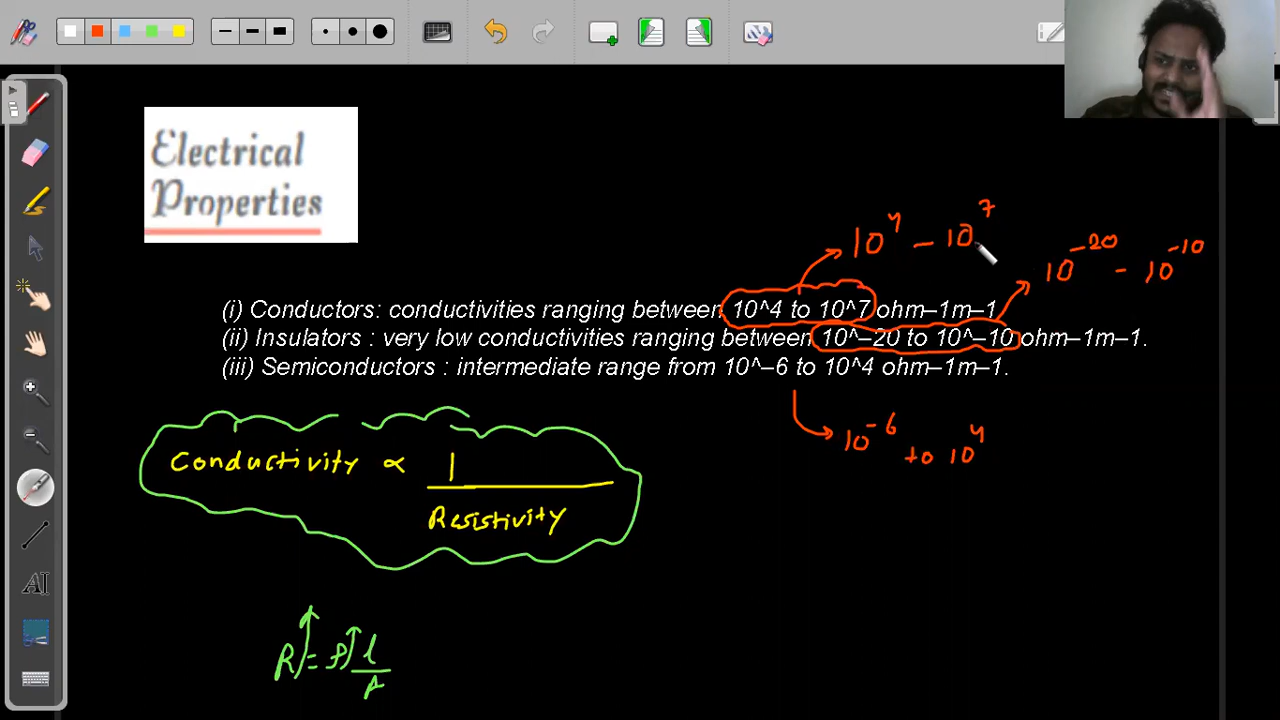 Electrical
Properties
10^4 – 10^7
10^-20 - 10^-10
(i) Conductors: conductivities ranging between 10^4 to 10^7 ohm–1m–1.
(ii) Insulators : very low conductivities ranging between 10^–20 to 10^–10 ohm–1m–1.
(iii) Semiconductors : intermediate range from 10^–6 to 10^4 ohm–1m–1.
10^-6 to 10^4
Conductivity ∝ 1
Resistivity
R = ρ l
A
AI